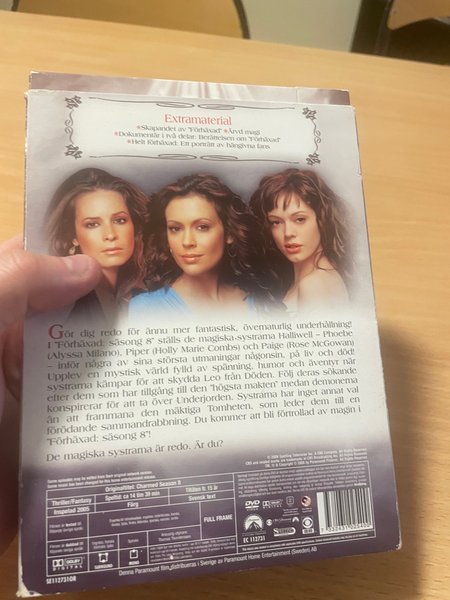 Extramaterial
*Skapandet av "Förhäxad" *Ärvd magi
*Dokumentär i två delar: Berättelsen om "Förhäxad"
*Helt förhäxad: Ett porträtt av hängivna fans
Gör dig redo för ännu mer fantastisk, övernaturlig underhållning!
I "Förhäxad: säsong 8" ställs de magiska systrarna Halliwell – Phoebe
(Alyssa Milano), Piper (Holly Marie Combs) och Paige (Rose McGowan)
– inför några av sina största utmaningar någonsin, på liv och död!
Upplev en mystisk värld fylld av spänning, humor och äventyr när
systrarna kämpar för att skydda Leo från Döden. Följ deras sökande
efter dem som har tillgång till den "högsta makten" medan demonerna
konspirerar för att ta över Underjorden. Systrarna har inget annat val
än att frammana den mäktiga Tomheten, som leder dem till en
förödande sammandrabbning. Du kommer att bli förtrollad av magin i
"Förhäxad: säsong 8"!
De magiska systrarna är redo. Är du?
Originaltitel: Charmed Season 8
Thriller/Fantasy
Speltid: ca 14 tim 30 min
Tillåten fr. 15 år
Inspelad 2005
Färg
Svensk text
FULL FRAME
DOLBY
DIGITAL
SURROUND
MONO
DVD
EC 112731
Denna Paramount film distribueras i Sverige av Paramount Home Entertainment (Sweden) AB